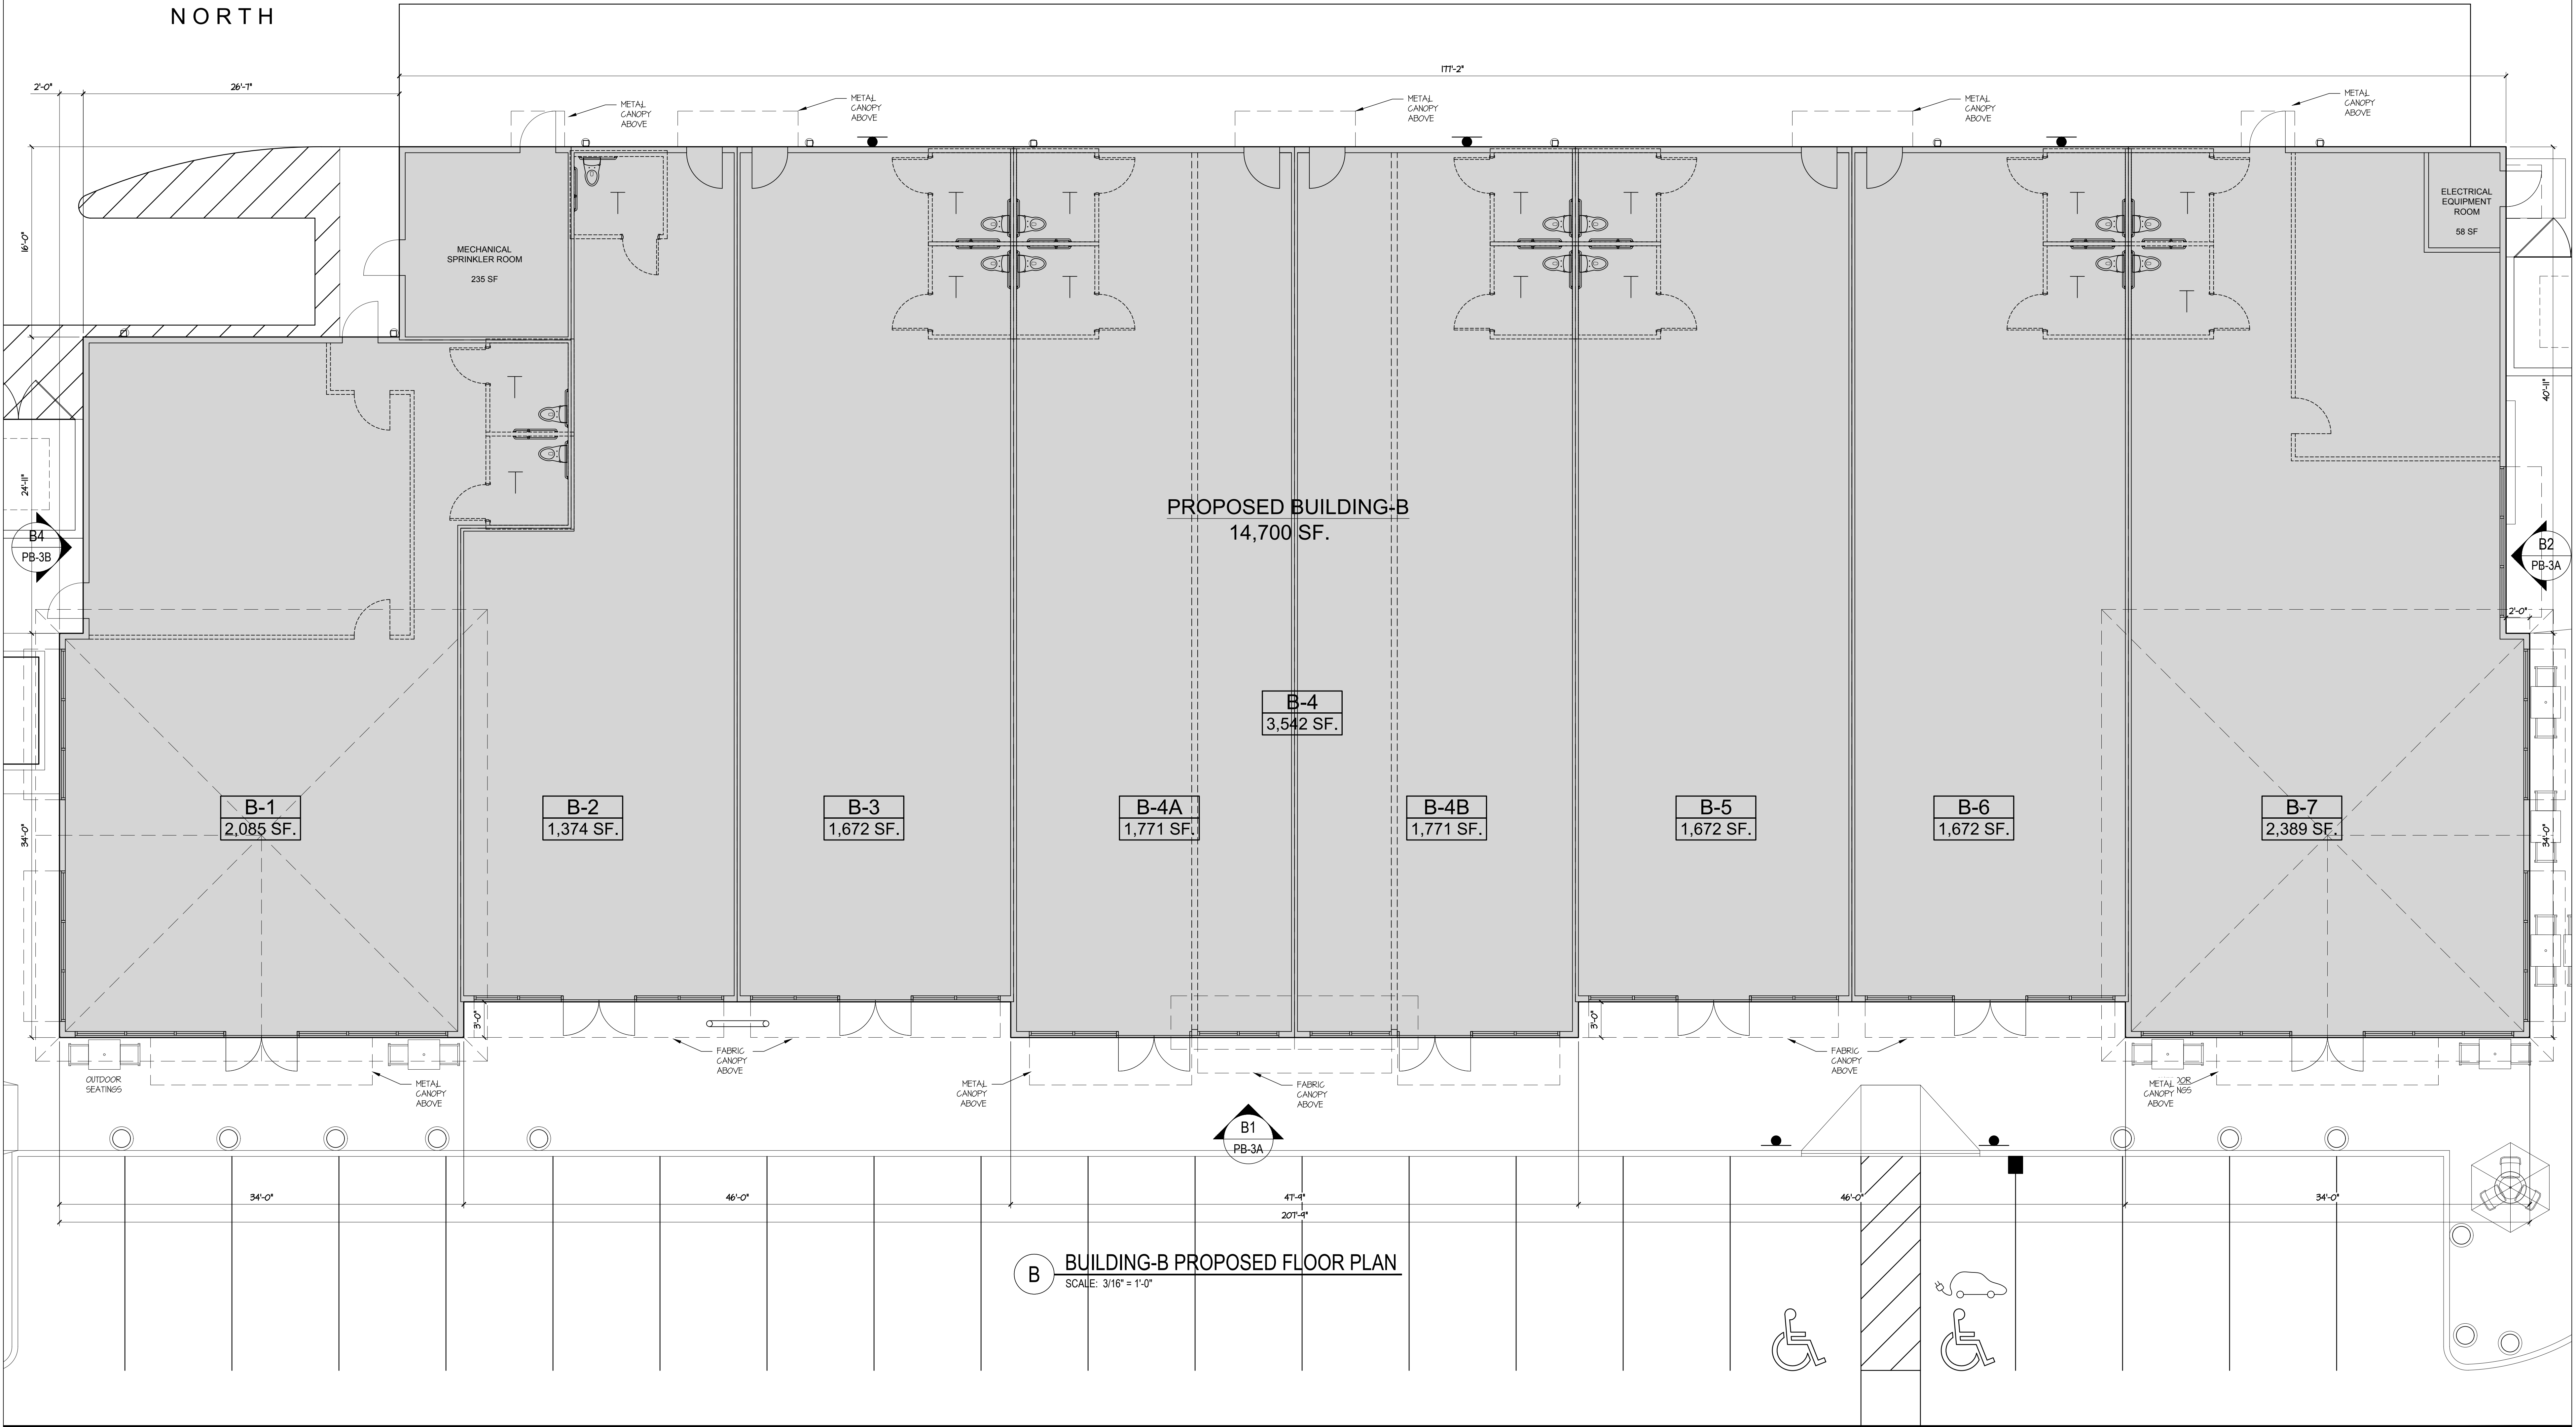 NORTH
177'-2"
2'-0"
26'-7"
METAL
CANOPY
ABOVE
METAL
CANOPY
ABOVE
METAL
CANOPY
ABOVE
METAL
CANOPY
ABOVE
METAL
CANOPY
ABOVE
16'-0"
MECHANICAL
SPRINKLER ROOM
235 SF
ELECTRICAL
EQUIPMENT
ROOM
58 SF
40'-11"
24'-11"
PROPOSED BUILDING-B
14,700 SF.
B4
PB-3B
B2
PB-3A
2'-0"
B-4
3,542 SF.
34'-0"
B-1
2,085 SF.
B-2
1,374 SF.
B-3
1,672 SF.
B-4A
1,771 SF.
B-4B
1,771 SF.
B-5
1,672 SF.
B-6
1,672 SF.
B-7
2,389 SF.
34'-0"
3'-0"
3'-0"
OUTDOOR
SEATINGS
METAL
CANOPY
ABOVE
FABRIC
CANOPY
ABOVE
METAL
CANOPY
ABOVE
FABRIC
CANOPY
ABOVE
FABRIC
CANOPY
ABOVE
METAL
CANOPY
ABOVE
B1
PB-3A
34'-0"
46'-0"
47'-9"
46'-0"
34'-0"
207'-9"
B
BUILDING-B PROPOSED FLOOR PLAN
SCALE: 3/16" = 1'-0"